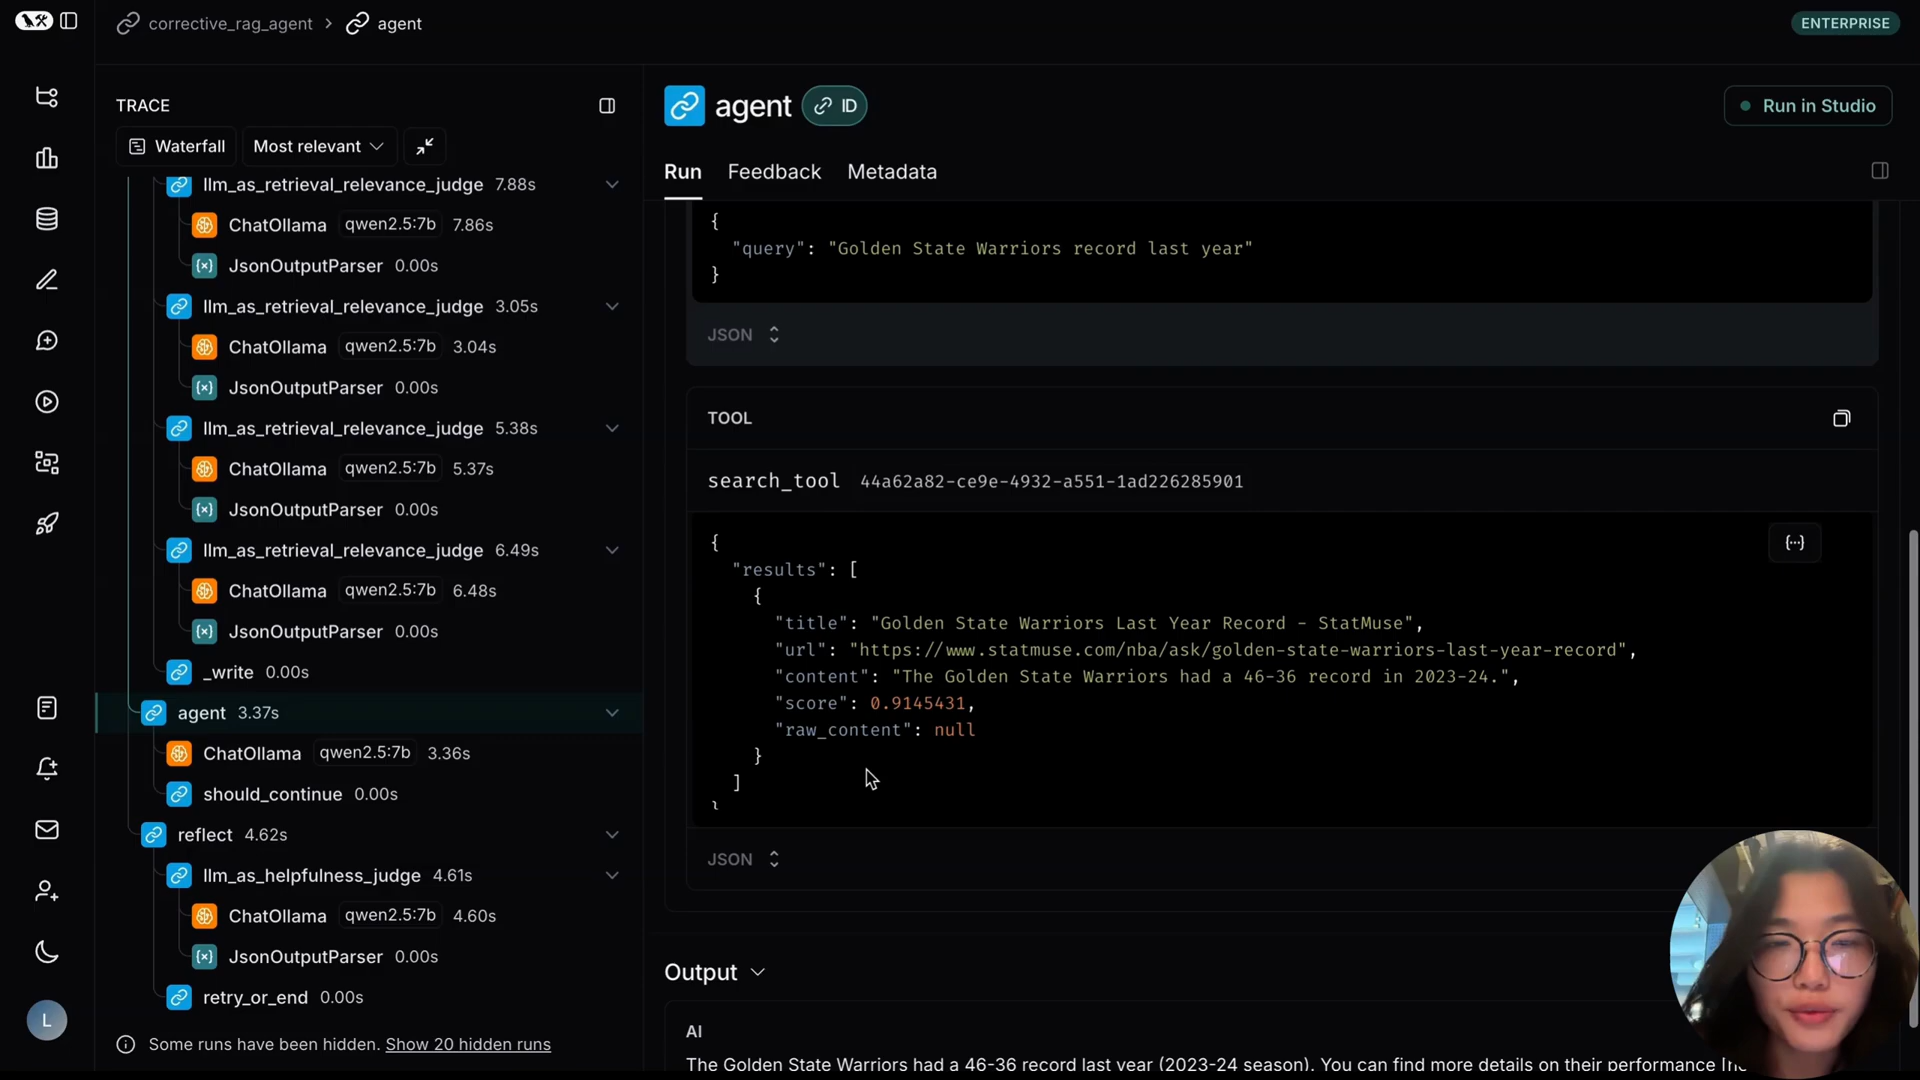 corrective_rag_agent > agent
ENTERPRISE
TRACE
Waterfall
Most relevant
llm_as_retrieval_relevance_judge 7.88s
ChatOllama qwen2.5:7b 7.86s
JsonOutputParser 0.00s
llm_as_retrieval_relevance_judge 3.05s
ChatOllama qwen2.5:7b 3.04s
JsonOutputParser 0.00s
llm_as_retrieval_relevance_judge 5.38s
ChatOllama qwen2.5:7b 5.37s
JsonOutputParser 0.00s
llm_as_retrieval_relevance_judge 6.49s
ChatOllama qwen2.5:7b 6.48s
JsonOutputParser 0.00s
_write 0.00s
agent 3.37s
ChatOllama qwen2.5:7b 3.36s
should_continue 0.00s
reflect 4.62s
llm_as_helpfulness_judge 4.61s
ChatOllama qwen2.5:7b 4.60s
JsonOutputParser 0.00s
retry_or_end 0.00s
Some runs have been hidden. Show 20 hidden runs
L
agent ID
Run in Studio
Run Feedback Metadata
{
"query": "Golden State Warriors record last year"
}
JSON
TOOL
search_tool 44a62a82-ce9e-4932-a551-1ad226285901
{
"results": [
{
"title": "Golden State Warriors Last Year Record - StatMuse",
"url": "https://www.statmuse.com/nba/ask/golden-state-warriors-last-year-record",
"content": "The Golden State Warriors had a 46-36 record in 2023-24.",
"score": 0.9145431,
"raw_content": null
}
]
}
JSON
Output
AI
The Golden State Warriors had a 46-36 record last year (2023-24 season). You can find more details on their performance